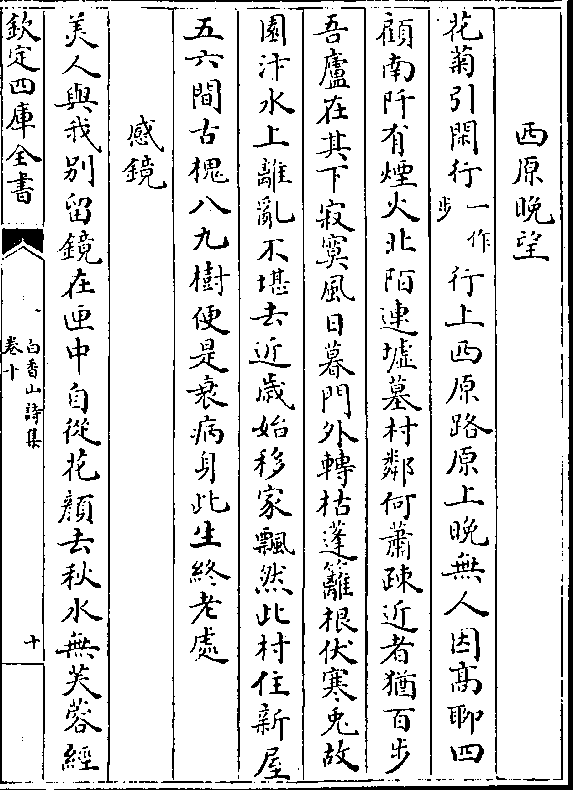 西原晚望
花菊引閑行一作步行上西原路原上晚無人因髙聊四
顧南阡有煙火北陌連墟墓村鄰何蕭疎近者猶百步
吾廬在其下寂寞風日暮門外轉枯蓬籬根伏寒兎故
園汴水上離亂不堪去近歲始移家飄然此村住新屋
五六間古槐八九樹便是衰病身此生終老處
感鏡
美人與我别留鏡在匣中自從花顔去秋水無芙蓉經
欽定四庫全書
白香山詩集
卷十
十